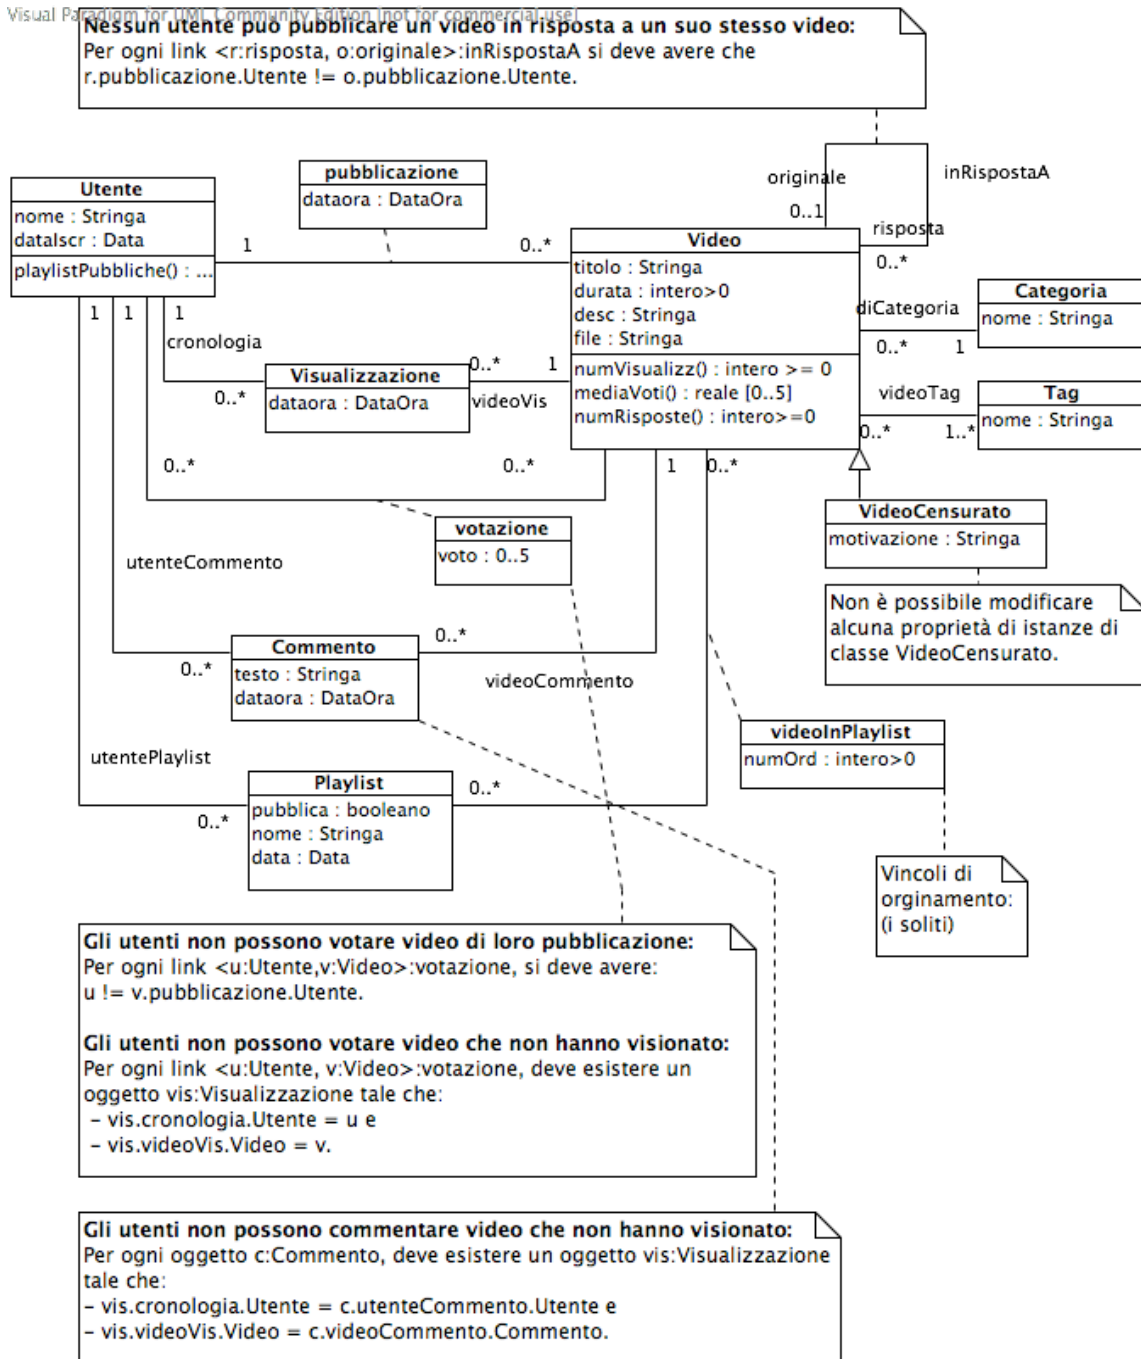 Visual Paradigm for UML Community Edition [not for commercial use]
Nessun utente può pubblicare un video in risposta a un suo stesso video:
Per ogni link <r:risposta, o:originale>:inRispostaA si deve avere che
r.pubblicazione.Utente != o.pubblicazione.Utente.
pubblicazione
dataora : DataOra
originale
inRispostaA
0..1
risposta
0..*
Utente
nome : Stringa
dataIscr : Data
playlistPubbliche() : ...
1
0..*
Video
titolo : Stringa
durata : intero>0
desc : Stringa
file : Stringa
numVisualizz() : intero >= 0
mediaVoti() : reale [0..5]
numRisposte() : intero>=0
diCategoria
0..*
1
Categoria
nome : Stringa
videoTag
0..*
1..*
Tag
nome : Stringa
1
1
1
cronologia
0..*
Visualizzazione
dataora : DataOra
0..*
1
videoVis
0..*
0..*
1
0..*
VideoCensurato
motivazione : Stringa
votazione
voto : 0..5
Non è possibile modificare
alcuna proprietà di istanze di
classe VideoCensurato.
utenteCommento
0..*
Commento
testo : Stringa
dataora : DataOra
0..*
videoCommento
videoInPlaylist
numOrd : intero>0
utentePlaylist
0..*
Playlist
pubblica : booleano
nome : Stringa
data : Data
0..*
Vincoli di
orginamento:
(i soliti)
Gli utenti non possono votare video di loro pubblicazione:
Per ogni link <u:Utente,v:Video>:votazione, si deve avere:
u != v.pubblicazione.Utente.
Gli utenti non possono votare video che non hanno visionato:
Per ogni link <u:Utente, v:Video>:votazione, deve esistere un
oggetto vis:Visualizzazione tale che:
– vis.cronologia.Utente = u e
– vis.videoVis.Video = v.
Gli utenti non possono commentare video che non hanno visionato:
Per ogni oggetto c:Commento, deve esistere un oggetto vis:Visualizzazione
tale che:
– vis.cronologia.Utente = c.utenteCommento.Utente e
– vis.videoVis.Video = c.videoCommento.Commento.